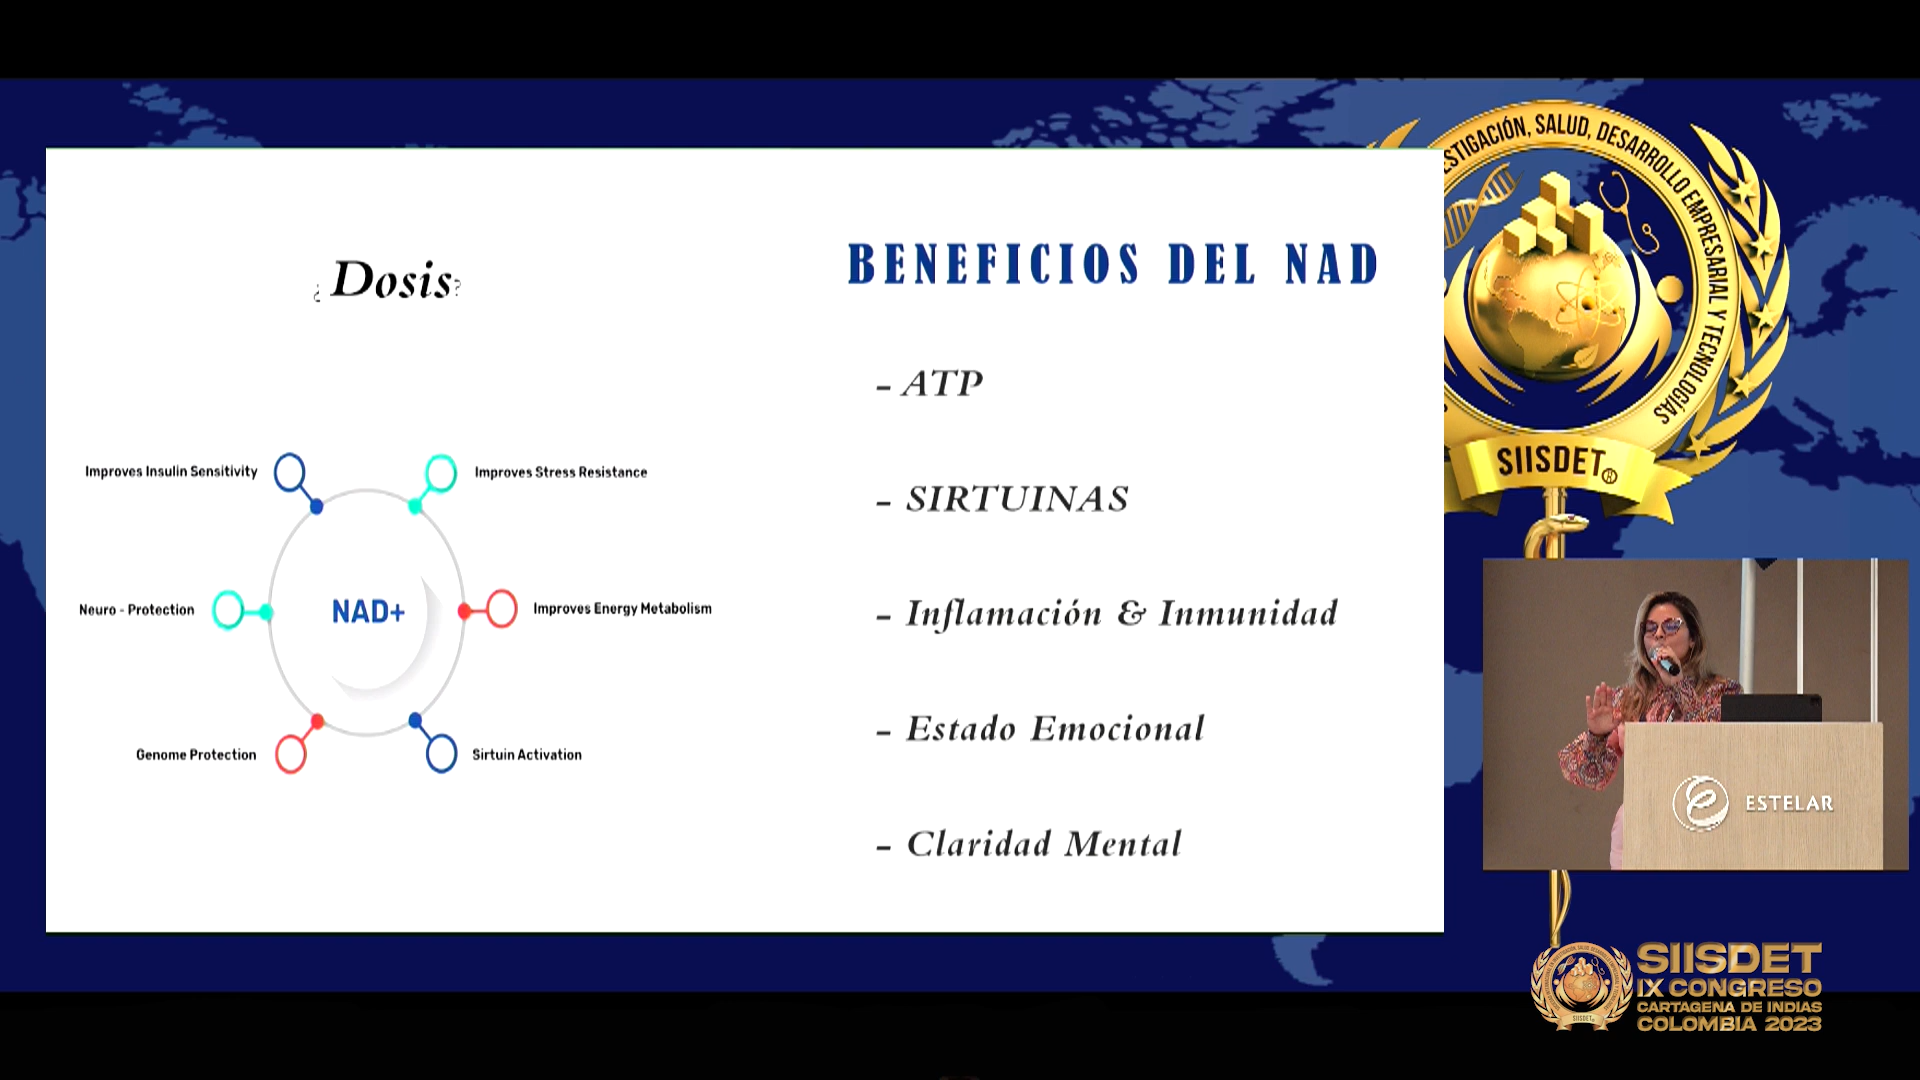 ¿ Dosis?
Improves Insulin Sensitivity
Improves Stress Resistance
Neuro - Protection
NAD+
Improves Energy Metabolism
Genome Protection
Sirtuin Activation
BENEFICIOS DEL NAD
- ATP
- SIRTUINAS
- Inflamación & Inmunidad
- Estado Emocional
- Claridad Mental
STIGACIÓN, SALUD, DESARROLLO EMPRESARIAL Y TECNOLOGÍAS
SIISDET®
ESTELAR
SIISDET
IX CONGRESO
CARTAGENA DE INDIAS
COLOMBIA 2023
SIISDET